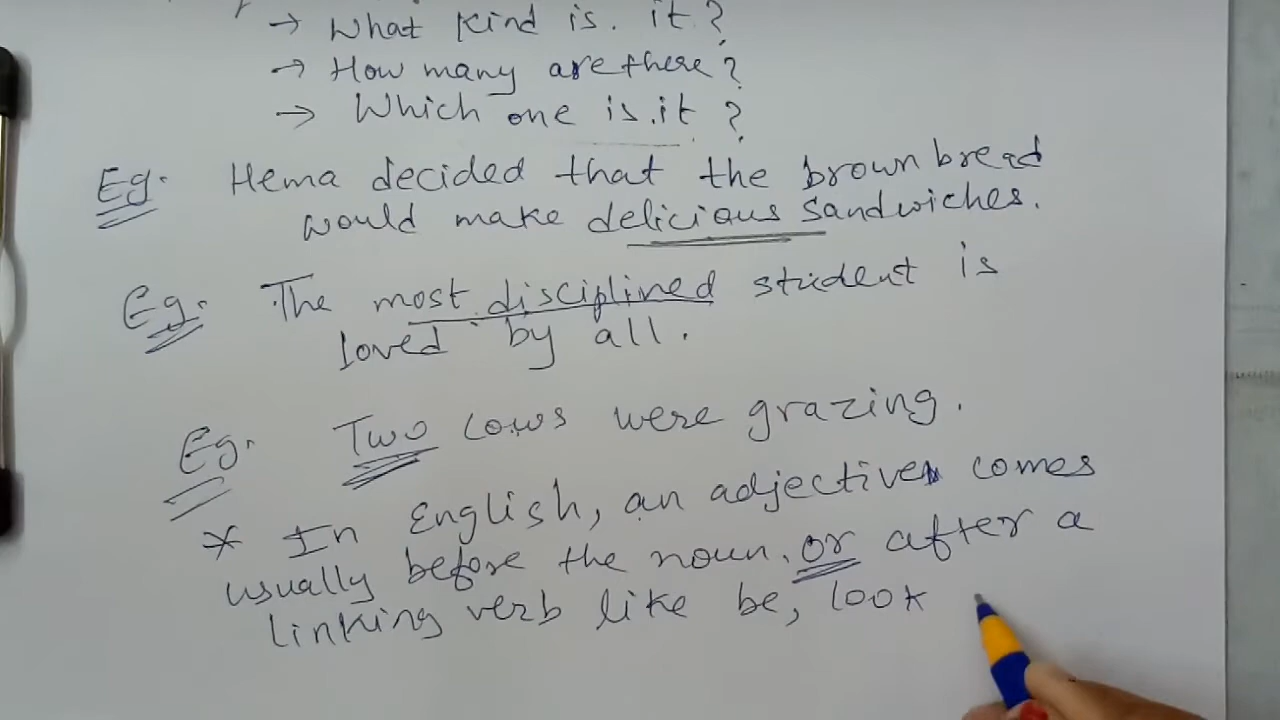 → What kind is. it?
→ How many are there?
→ Which one is.it?
Eg. Hema decided that the brown bread
would make delicious sandwiches.
Eg. The most disciplined student is
loved by all.
Eg. Two cows were grazing.
* In English, an adjective comes
usually before the noun. or after a
linking verb like be, look